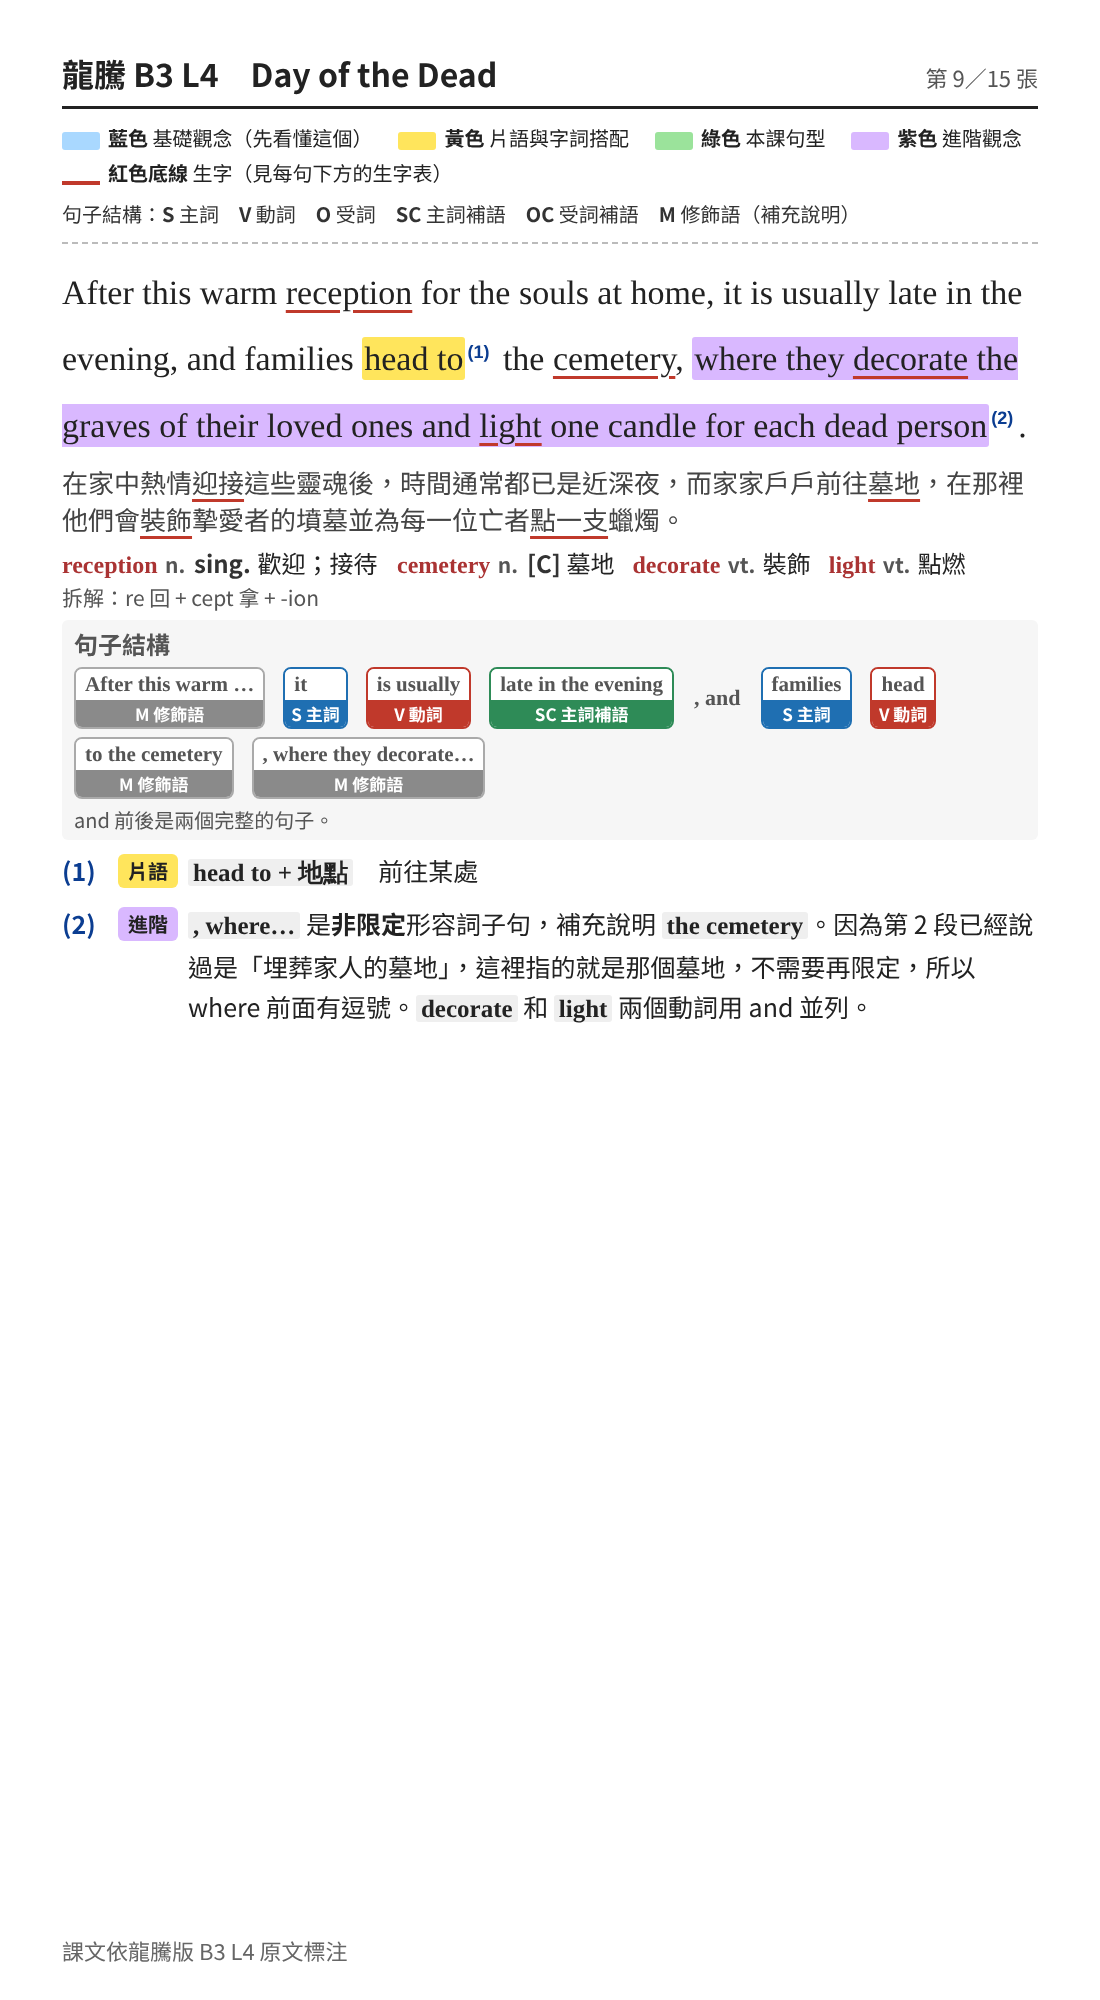 龍騰 B3 L4　Day of the Dead
第 9／15 張
藍色 基礎觀念（先看懂這個）　黃色 片語與字詞搭配　綠色 本課句型　紫色 進階觀念
紅色底線 生字（見每句下方的生字表）
句子結構：S 主詞　V 動詞　O 受詞　SC 主詞補語　OC 受詞補語　M 修飾語（補充說明）
After this warm reception for the souls at home, it is usually late in the
evening, and families head to(1) the cemetery, where they decorate the
graves of their loved ones and light one candle for each dead person(2).
在家中熱情迎接這些靈魂後，時間通常都已是近深夜，而家家戶戶前往墓地，在那裡
他們會裝飾摯愛者的墳墓並為每一位亡者點一支蠟燭。
reception n. sing. 歡迎；接待　cemetery n. [C] 墓地　decorate vt. 裝飾　light vt. 點燃
拆解：re 回 + cept 拿 + -ion
句子結構
After this warm …　it　is usually　late in the evening　, and　families　head
M 修飾語　S 主詞　V 動詞　SC 主詞補語　S 主詞　V 動詞
to the cemetery　, where they decorate…
M 修飾語　M 修飾語
and 前後是兩個完整的句子。
(1) 片語 head to + 地點　前往某處
(2) 進階 , where… 是非限定形容詞子句，補充說明 the cemetery。因為第 2 段已經說
過是「埋葬家人的墓地」，這裡指的就是那個墓地，不需要再限定，所以
where 前面有逗號。decorate 和 light 兩個動詞用 and 並列。
課文依龍騰版 B3 L4 原文標注